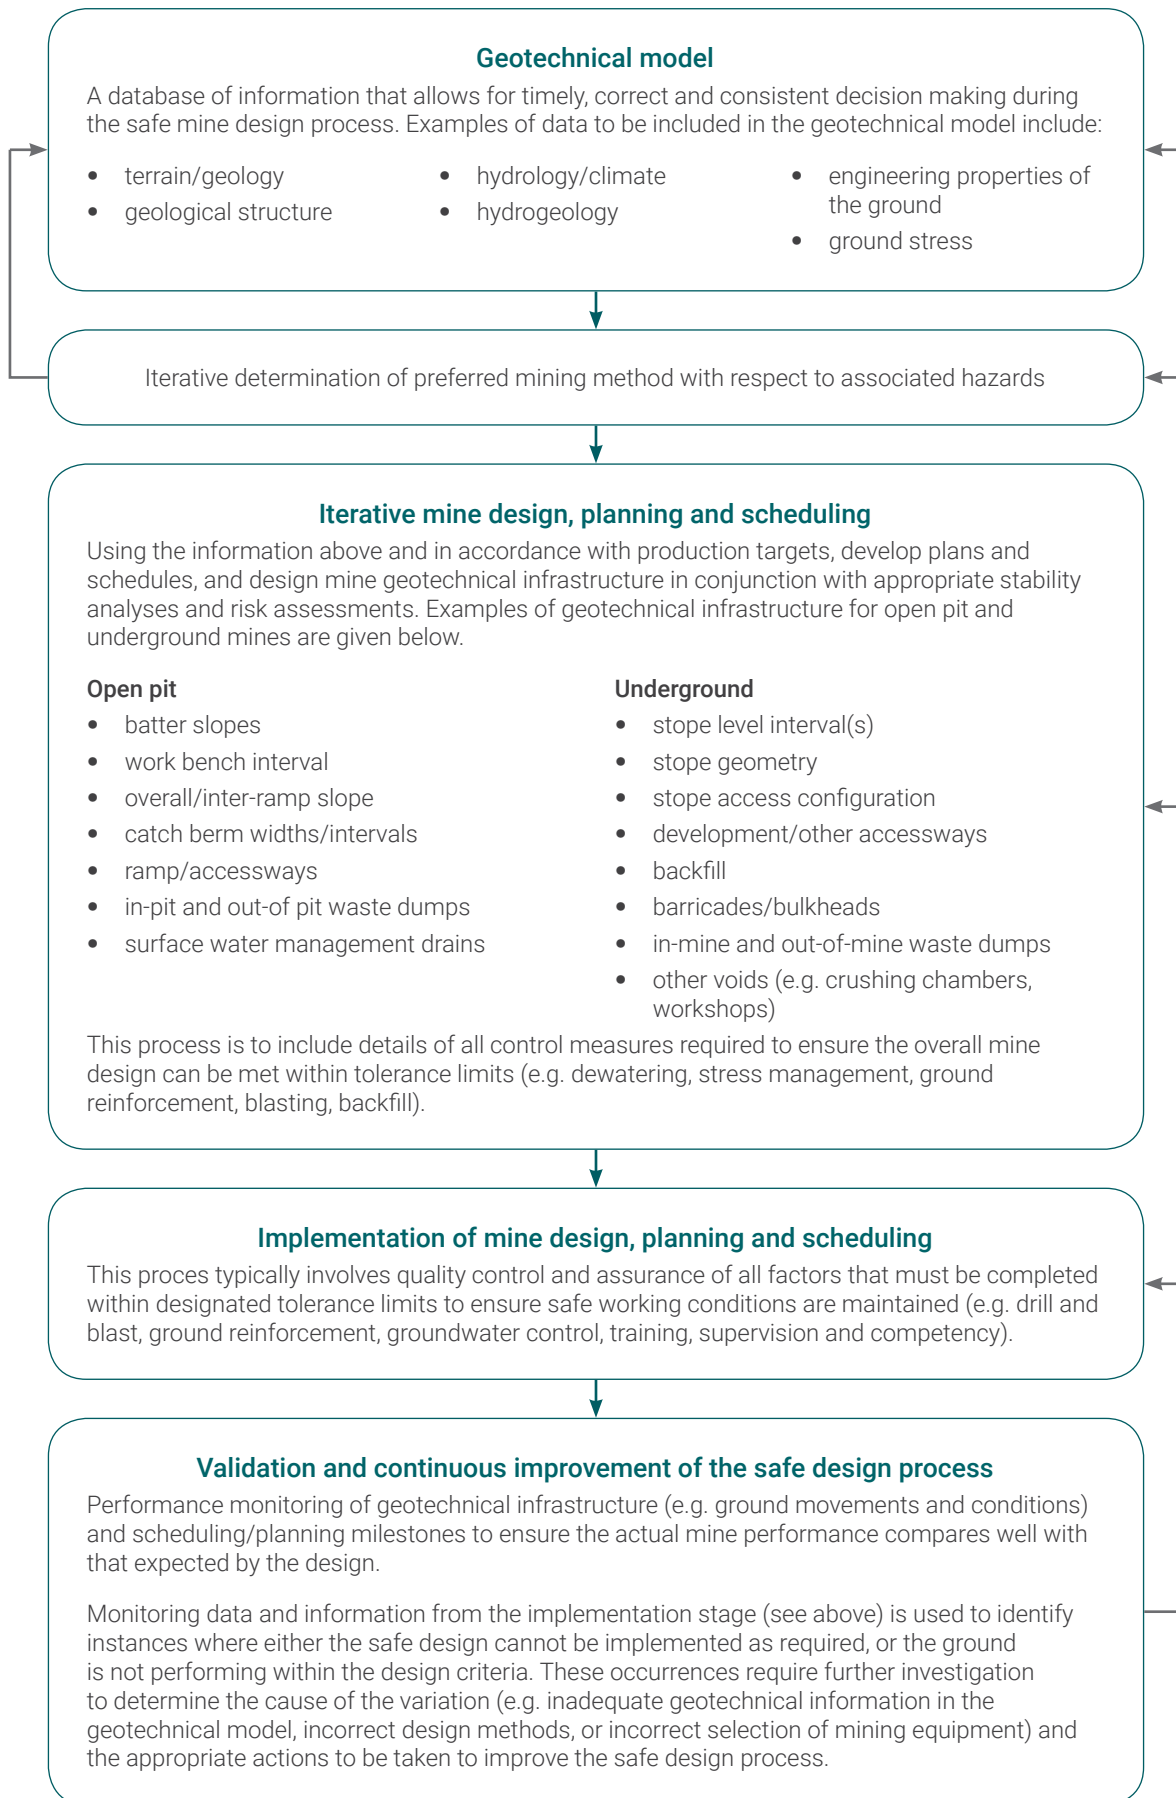 Geotechnical model
A database of information that allows for timely, correct and consistent decision making during
the safe mine design process. Examples of data to be included in the geotechnical model include:
• terrain/geology
• geological structure
• hydrology/climate
• hydrogeology
• engineering properties of
the ground
• ground stress
Iterative determination of preferred mining method with respect to associated hazards
Iterative mine design, planning and scheduling
Using the information above and in accordance with production targets, develop plans and
schedules, and design mine geotechnical infrastructure in conjunction with appropriate stability
analyses and risk assessments. Examples of geotechnical infrastructure for open pit and
underground mines are given below.
Open pit
• batter slopes
• work bench interval
• overall/inter-ramp slope
• catch berm widths/intervals
• ramp/accessways
• in-pit and out-of pit waste dumps
• surface water management drains
Underground
• stope level interval(s)
• stope geometry
• stope access configuration
• development/other accessways
• backfill
• barricades/bulkheads
• in-mine and out-of-mine waste dumps
• other voids (e.g. crushing chambers,
workshops)
This process is to include details of all control measures required to ensure the overall mine
design can be met within tolerance limits (e.g. dewatering, stress management, ground
reinforcement, blasting, backfill).
Implementation of mine design, planning and scheduling
This proces typically involves quality control and assurance of all factors that must be completed
within designated tolerance limits to ensure safe working conditions are maintained (e.g. drill and
blast, ground reinforcement, groundwater control, training, supervision and competency).
Validation and continuous improvement of the safe design process
Performance monitoring of geotechnical infrastructure (e.g. ground movements and conditions)
and scheduling/planning milestones to ensure the actual mine performance compares well with
that expected by the design.
Monitoring data and information from the implementation stage (see above) is used to identify
instances where either the safe design cannot be implemented as required, or the ground
is not performing within the design criteria. These occurrences require further investigation
to determine the cause of the variation (e.g. inadequate geotechnical information in the
geotechnical model, incorrect design methods, or incorrect selection of mining equipment) and
the appropriate actions to be taken to improve the safe design process.